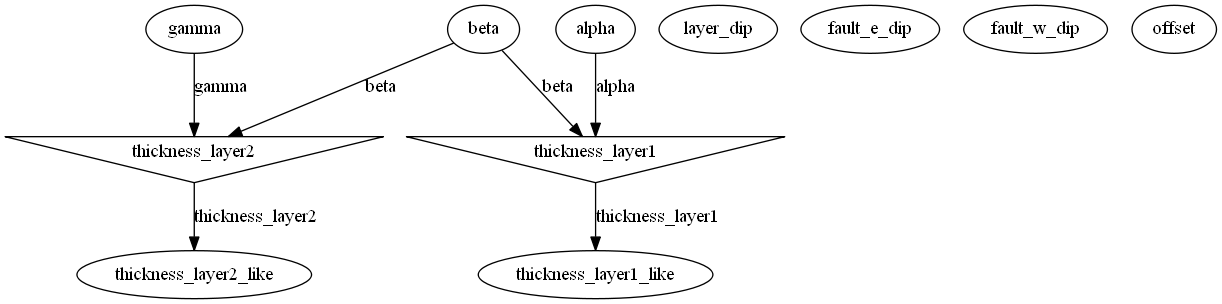 gamma
beta
alpha
layer_dip
fault_e_dip
fault_w_dip
offset
gamma
beta
beta
alpha
thickness_layer2
thickness_layer1
thickness_layer2
thickness_layer1
thickness_layer2_like
thickness_layer1_like